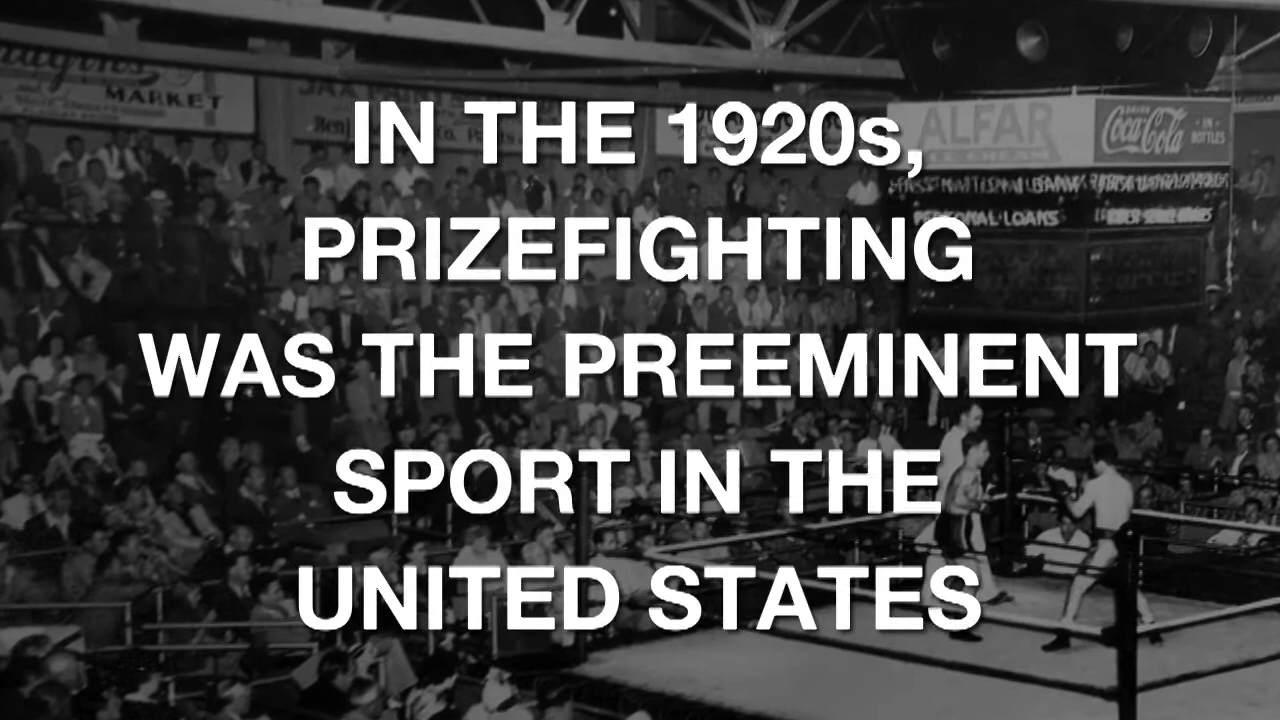 MARKET
IN THE 1920s,
ALFAR
DRINK
Coca-Cola
IN
BOTTLES
PRIZEFIGHTING
PERSONAL LOANS
WAS THE PREEMINENT
SPORT IN THE
UNITED STATES